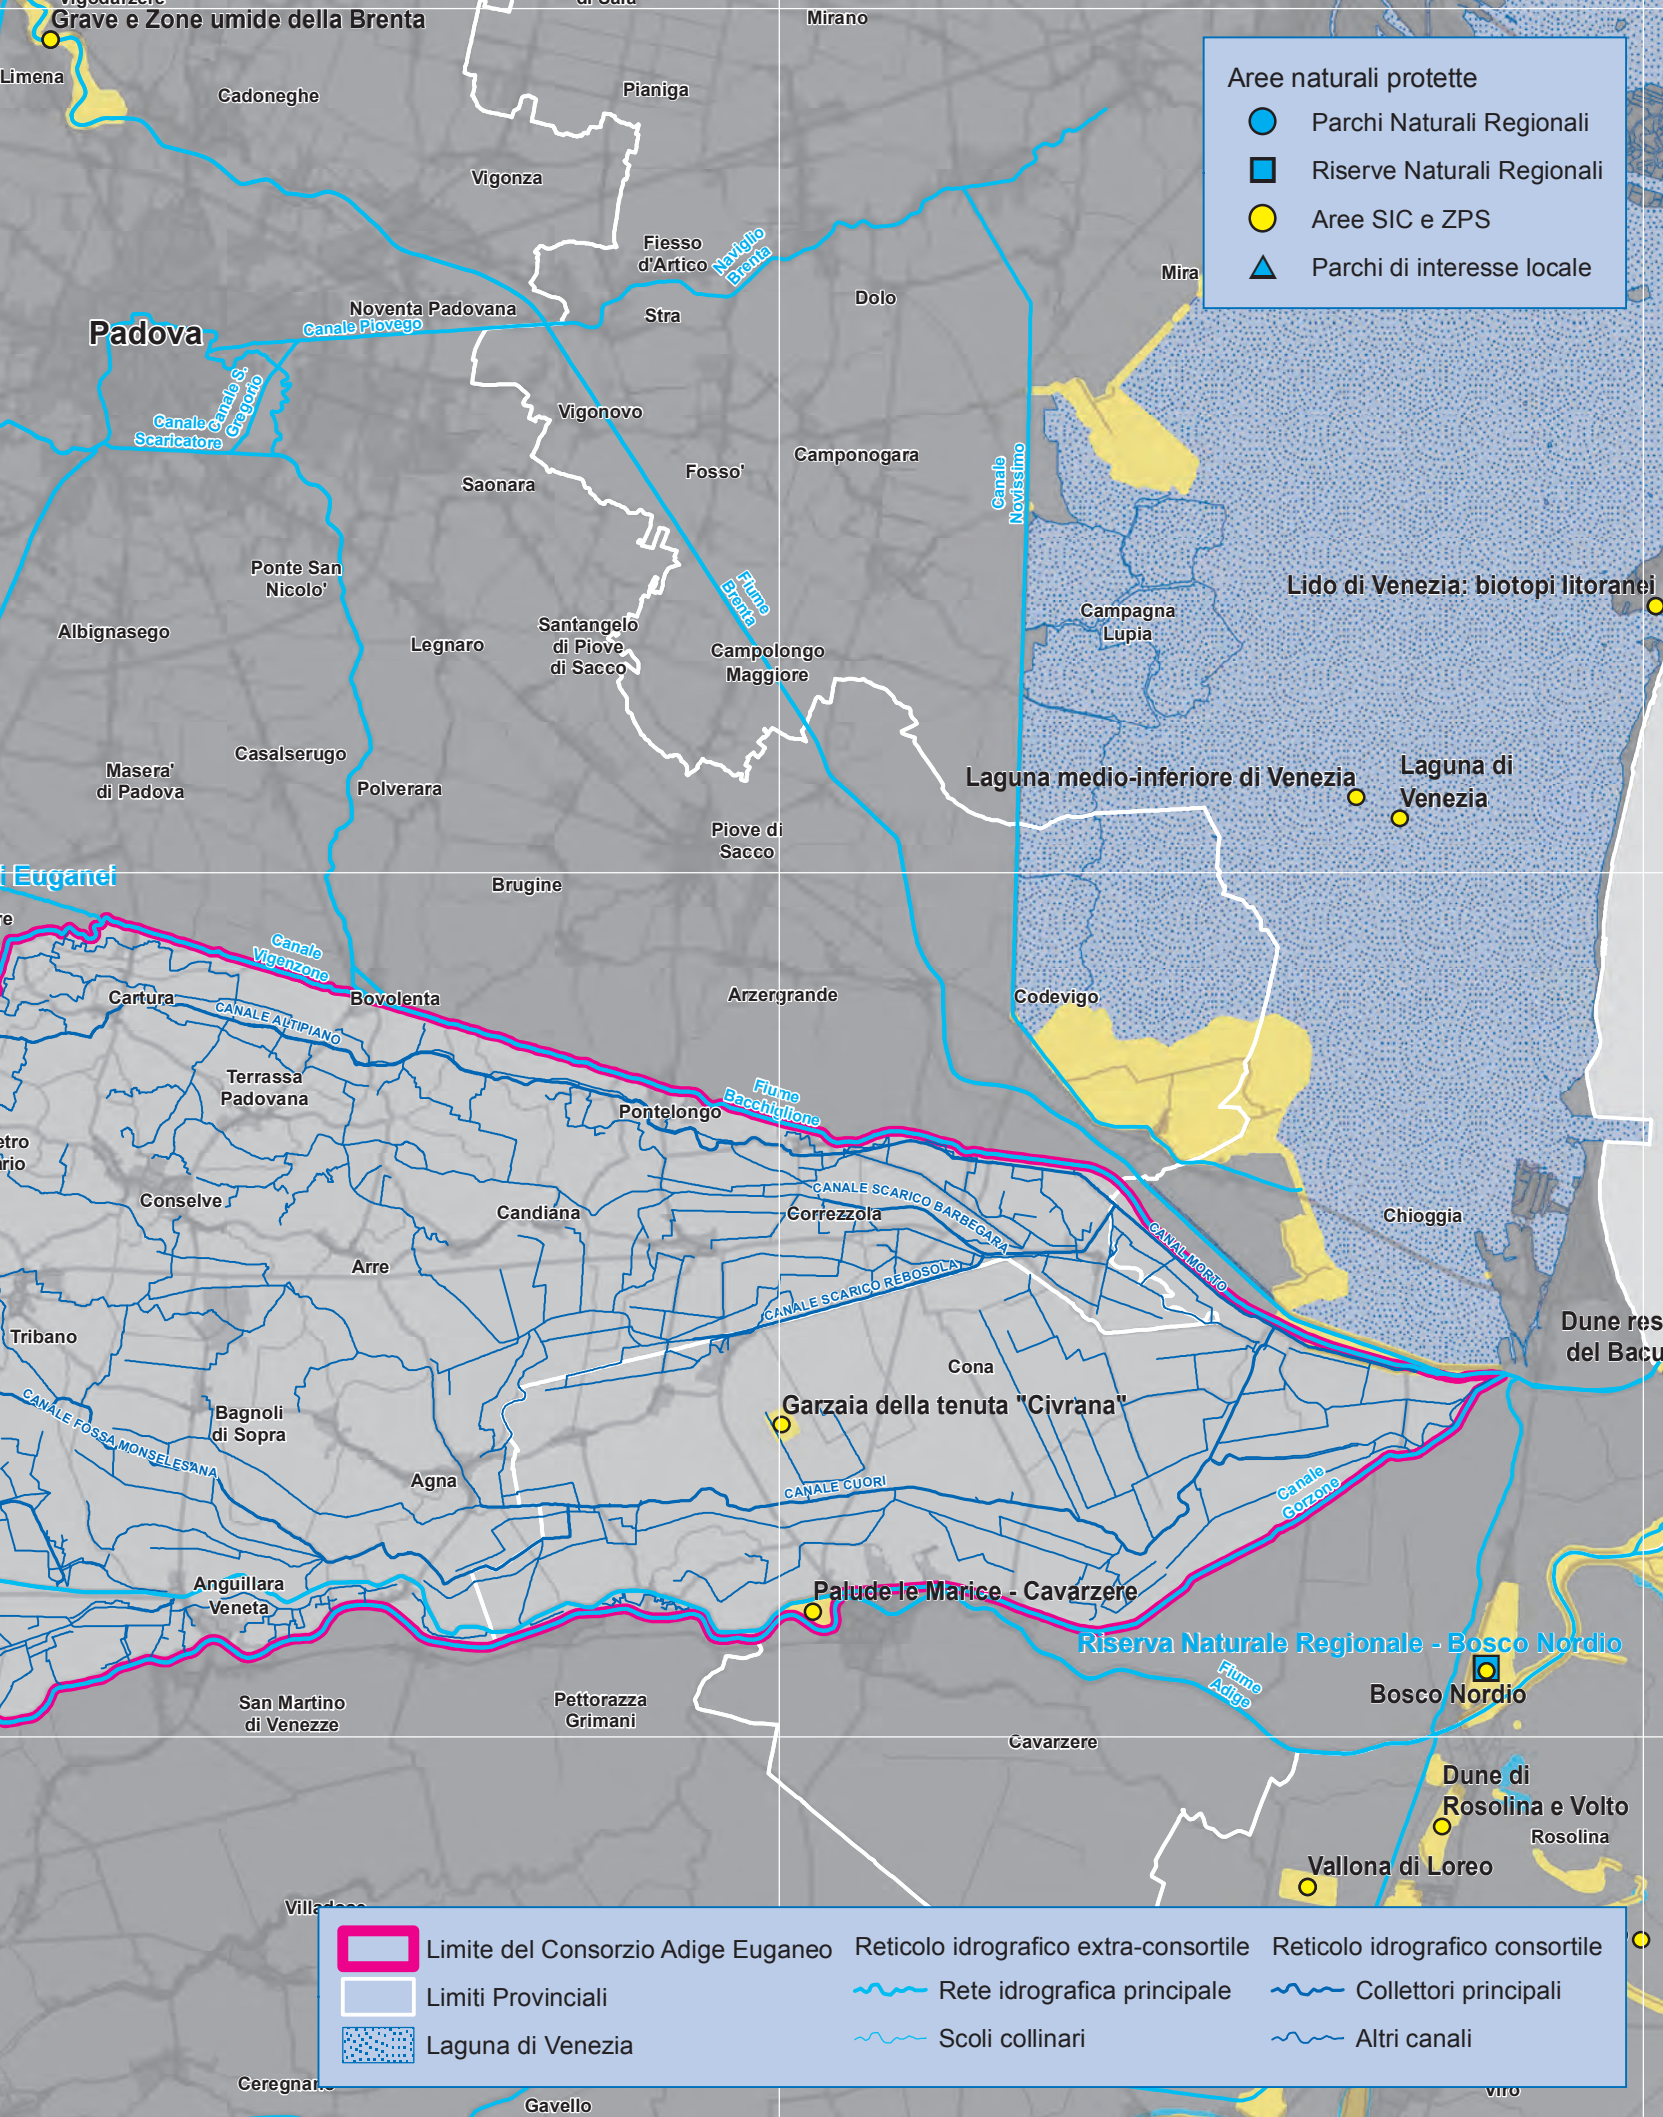 Grave e Zone umide della Brenta
Mirano
Limena
Cadoneghe
Pianiga
Vigonza
Aree naturali protette
Parchi Naturali Regionali
Riserve Naturali Regionali
Aree SIC e ZPS
Parchi di interesse locale
Fiesso
d'Artico
Naviglio
Brenta
Mira
Dolo
Noventa Padovana
Stra
Padova
Canale Piovego
Canale S.
Gregorio
Canale
Scaricatore
Vigonovo
Camponogara
Fosso'
Saonara
Canale
Novissimo
Ponte San
Nicolo'
Fiume
Brenta
Lido di Venezia: biotopi litoranei
Campagna
Lupia
Albignasego
Legnaro
Santangelo
di Piove
di Sacco
Campolongo
Maggiore
Casalserugo
Masera'
di Padova
Polverara
Laguna medio-inferiore di Venezia
Laguna di
Venezia
Piove di
Sacco
i Euganei
Brugine
re
Canale
Vigenzone
Cartura
Bovolenta
Arzergrande
Codevigo
CANALE ALTIPIANO
Terrassa
Padovana
Pontelongo
Fiume
Bacchiglione
etro
ario
Conselve
Candiana
CANALE SCARICO BARBEGARA
Correzzola
Chioggia
Arre
CANAL MORTO
CANALE SCARICO REBOSOLA
Tribano
Dune res
del Bacu
Cona
CANALE FOSSA MONSELESANA
Bagnoli
di Sopra
Garzaia della tenuta "Civrana"
Agna
CANALE CUORI
Canale
Gorzone
Anguillara
Veneta
Palude le Marice - Cavarzere
Riserva Naturale Regionale - Bosco Nordio
Fiume
Adige
Bosco Nordio
San Martino
di Venezze
Pettorazza
Grimani
Cavarzere
Dune di
Rosolina e Volto
Rosolina
Vallona di Loreo
Limite del Consorzio Adige Euganeo
Limiti Provinciali
Laguna di Venezia
Reticolo idrografico extra-consortile
Rete idrografica principale
Scoli collinari
Reticolo idrografico consortile
Collettori principali
Altri canali
Gavello